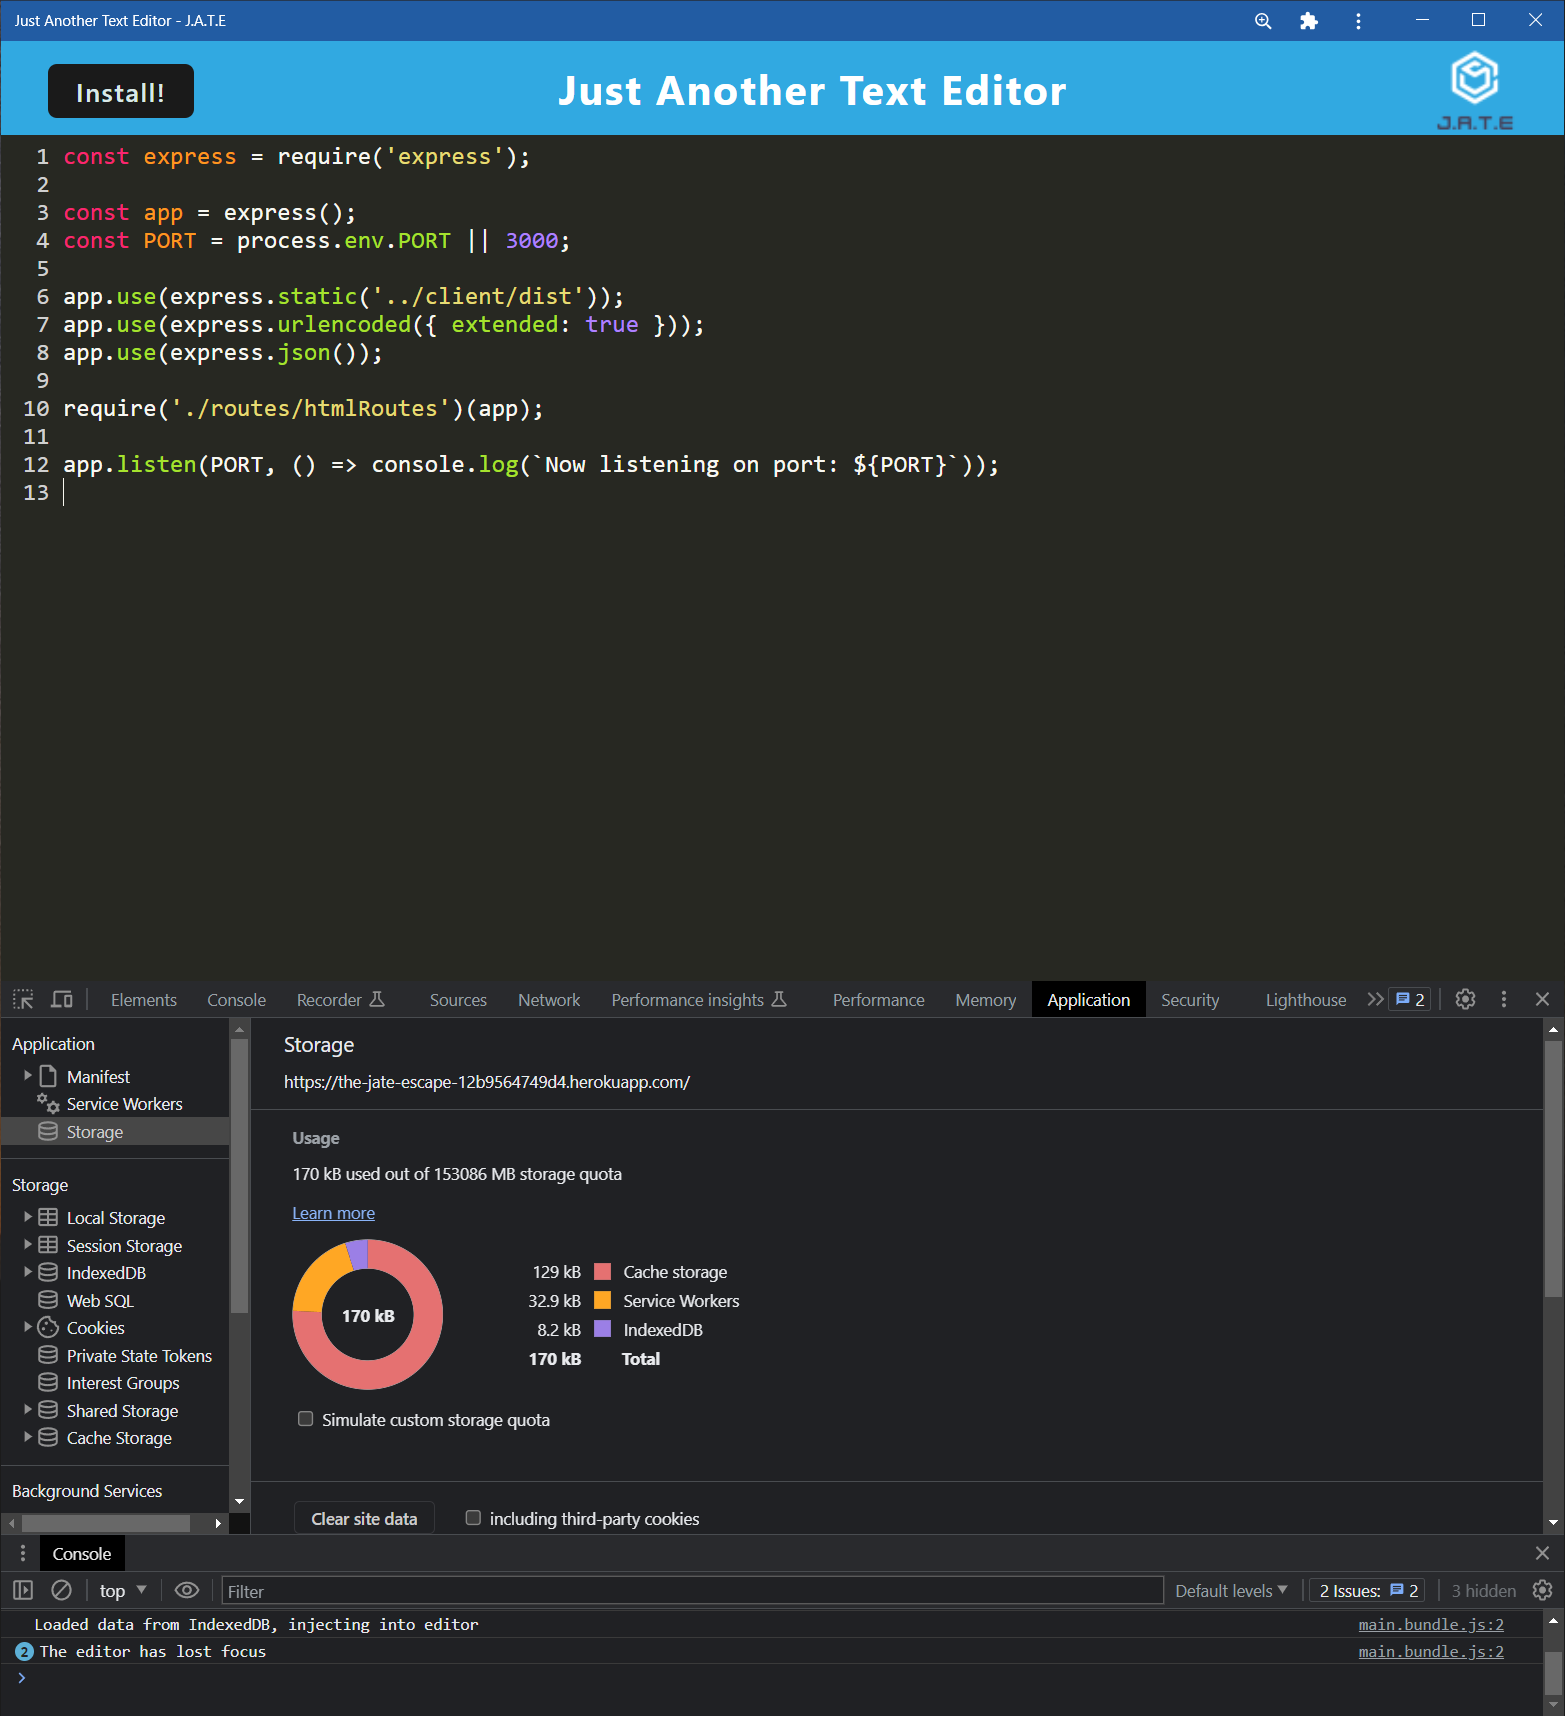 Just Another Text Editor - J.A.T.E
Install!
Just Another Text Editor
J.A.T.E
1 const express = require('express');
2
3 const app = express();
4 const PORT = process.env.PORT || 3000;
5
6 app.use(express.static('../client/dist'));
7 app.use(express.urlencoded({ extended: true }));
8 app.use(express.json());
9
10 require('./routes/htmlRoutes')(app);
11
12 app.listen(PORT, () => console.log(`Now listening on port: ${PORT}`));
13
Elements Console Recorder Sources Network Performance insights Performance Memory Application Security Lighthouse 2
Application
Manifest
Service Workers
Storage
Storage
Local Storage
Session Storage
IndexedDB
Web SQL
Cookies
Private State Tokens
Interest Groups
Shared Storage
Cache Storage
Background Services
Storage
https://the-jate-escape-12b9564749d4.herokuapp.com/
Usage
170 kB used out of 153086 MB storage quota
Learn more
170 kB
129 kB Cache storage
32.9 kB Service Workers
8.2 kB IndexedDB
170 kB Total
Simulate custom storage quota
Clear site data including third-party cookies
Console
top Filter Default levels 2 Issues: 2 3 hidden
Loaded data from IndexedDB, injecting into editor main.bundle.js:2
2 The editor has lost focus main.bundle.js:2